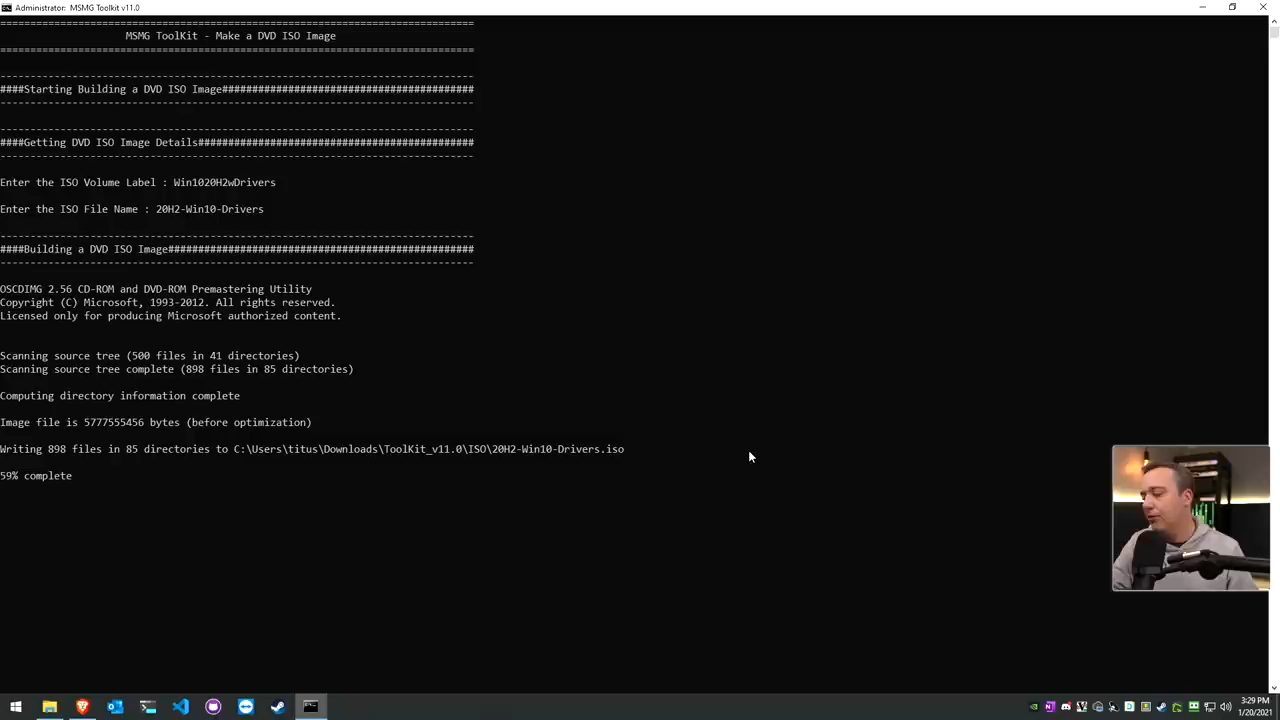 Administrator: MSMG Toolkit v11.0
===============================================================================
MSMG ToolKit - Make a DVD ISO Image
===============================================================================
-------------------------------------------------------------------------------
####Starting Building a DVD ISO Image##########################################
-------------------------------------------------------------------------------
-------------------------------------------------------------------------------
####Getting DVD ISO Image Details##############################################
-------------------------------------------------------------------------------
Enter the ISO Volume Label : Win1020H2wDrivers
Enter the ISO File Name : 20H2-Win10-Drivers
-------------------------------------------------------------------------------
####Building a DVD ISO Image###################################################
-------------------------------------------------------------------------------
OSCDIMG 2.56 CD-ROM and DVD-ROM Premastering Utility
Copyright (C) Microsoft, 1993-2012. All rights reserved.
Licensed only for producing Microsoft authorized content.
Scanning source tree (500 files in 41 directories)
Scanning source tree complete (898 files in 85 directories)
Computing directory information complete
Image file is 5777555456 bytes (before optimization)
Writing 898 files in 85 directories to C:\Users\titus\Downloads\ToolKit_v11.0\ISO\20H2-Win10-Drivers.iso
59% complete
3:29 PM
1/20/2021